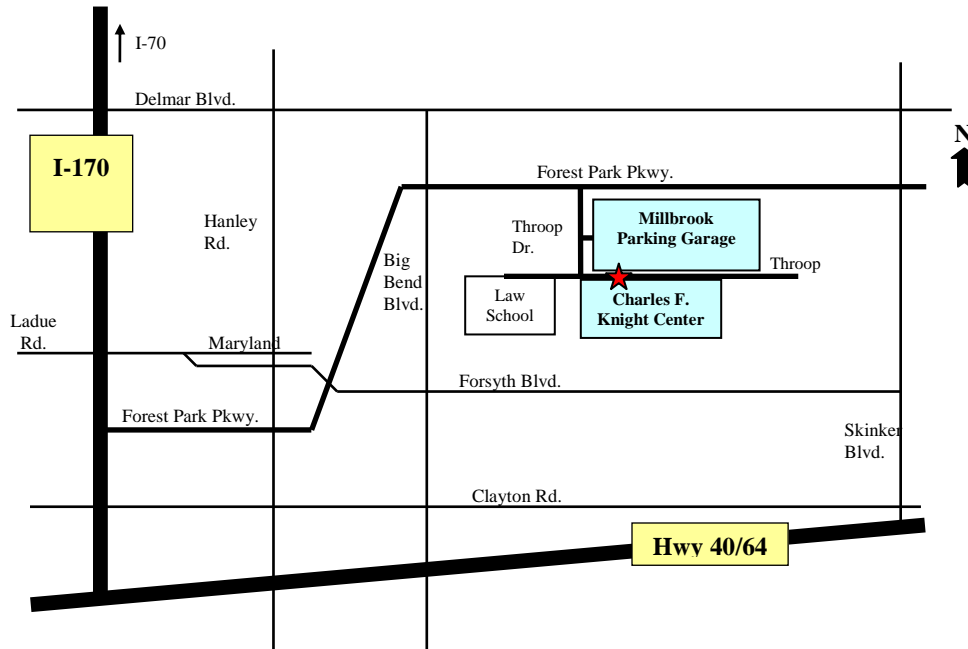 I-70
Delmar Blvd.
N
I-170
Forest Park Pkwy.
Hanley
Rd.
Throop
Dr.
Millbrook
Parking Garage
Big
Bend
Blvd.
Throop
Law
School
Charles F.
Knight Center
Ladue
Rd.
Maryland
Forsyth Blvd.
Forest Park Pkwy.
Skinker
Blvd.
Clayton Rd.
Hwy 40/64